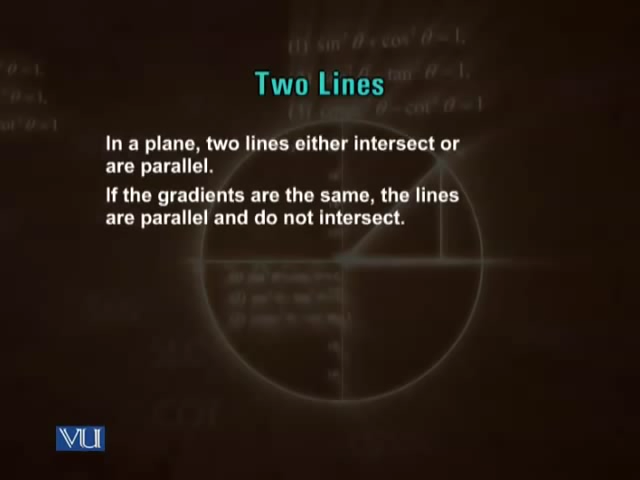 Two Lines
In a plane, two lines either intersect or
are parallel.
If the gradients are the same, the lines
are parallel and do not intersect.
VU